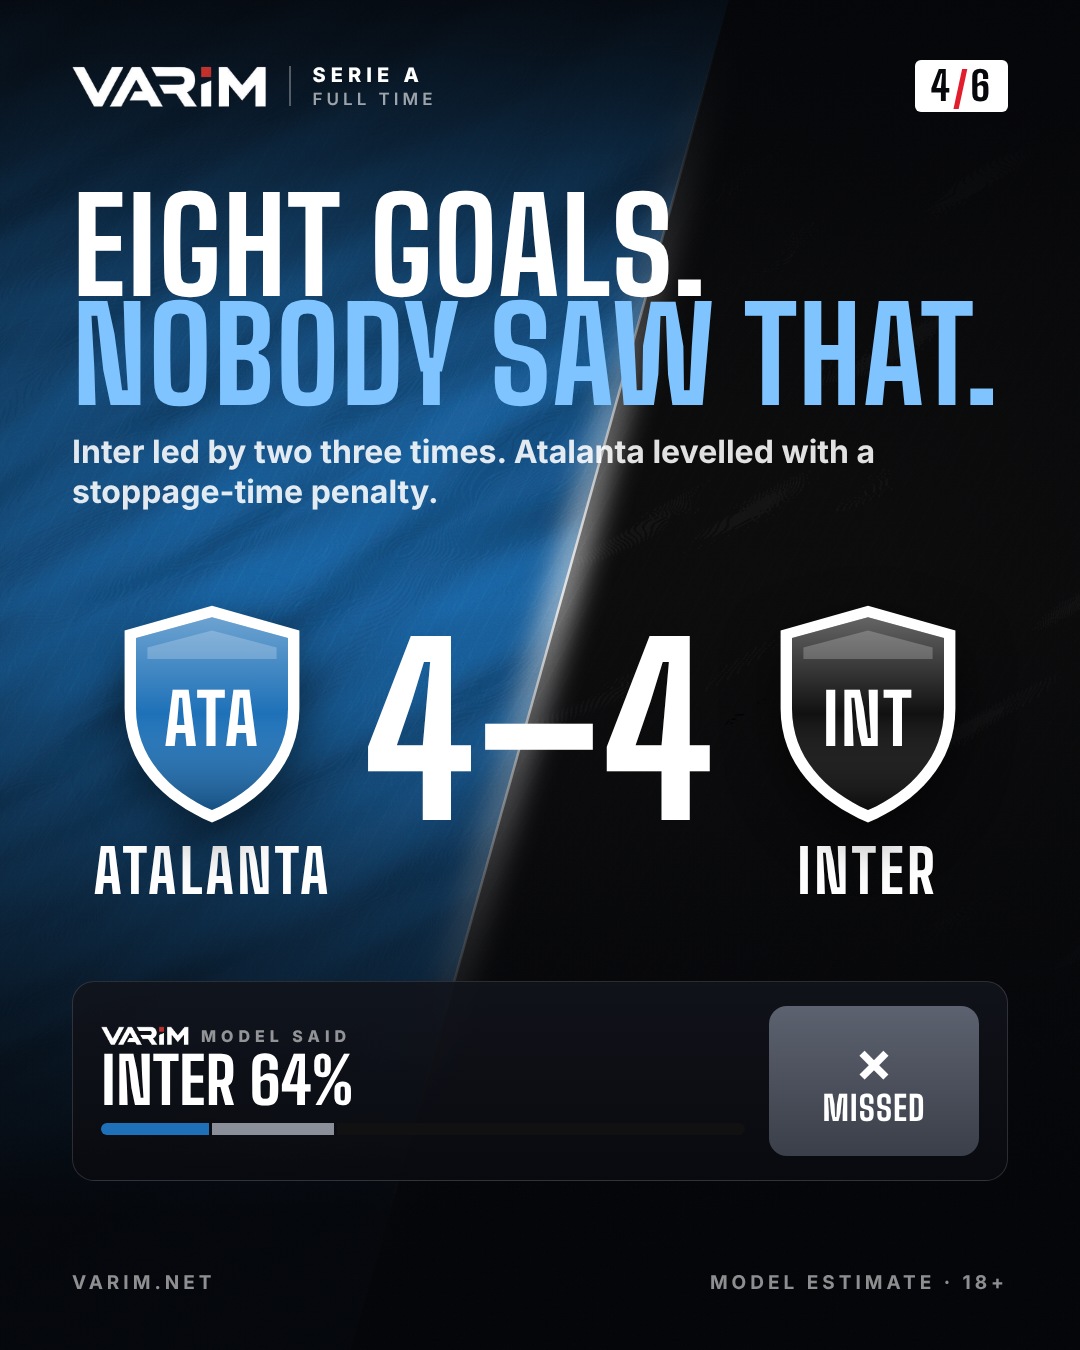 VARiM
SERIE A
FULL TIME
4/6
EIGHT GOALS.
NOBODY SAW THAT.
Inter led by two three times. Atalanta levelled with a
stoppage-time penalty.
ATA
4–4
INT
ATALANTA
INTER
VARiM MODEL SAID
INTER 64%
MISSED
VARIM.NET
MODEL ESTIMATE · 18+